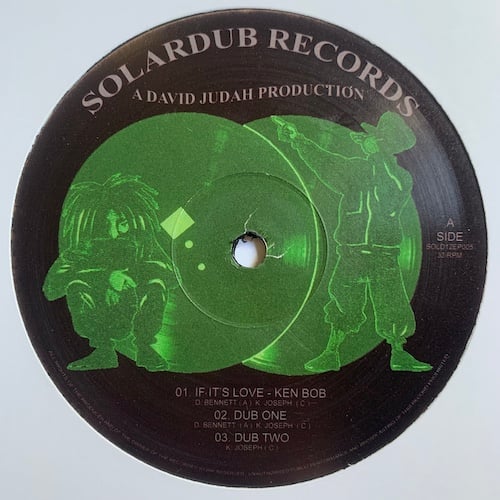 SOLARDUB RECORDS
A DAVID JUDAH PRODUCTION
A
SIDE
SOLD12EP005
33 RPM
01. IF IT'S LOVE - KEN BOB
D. BENNETT ( A ) K. JOSEPH ( C )
02. DUB ONE
D. BENNETT ( A ) K. JOSEPH ( C )
03. DUB TWO
K. JOSEPH ( C )